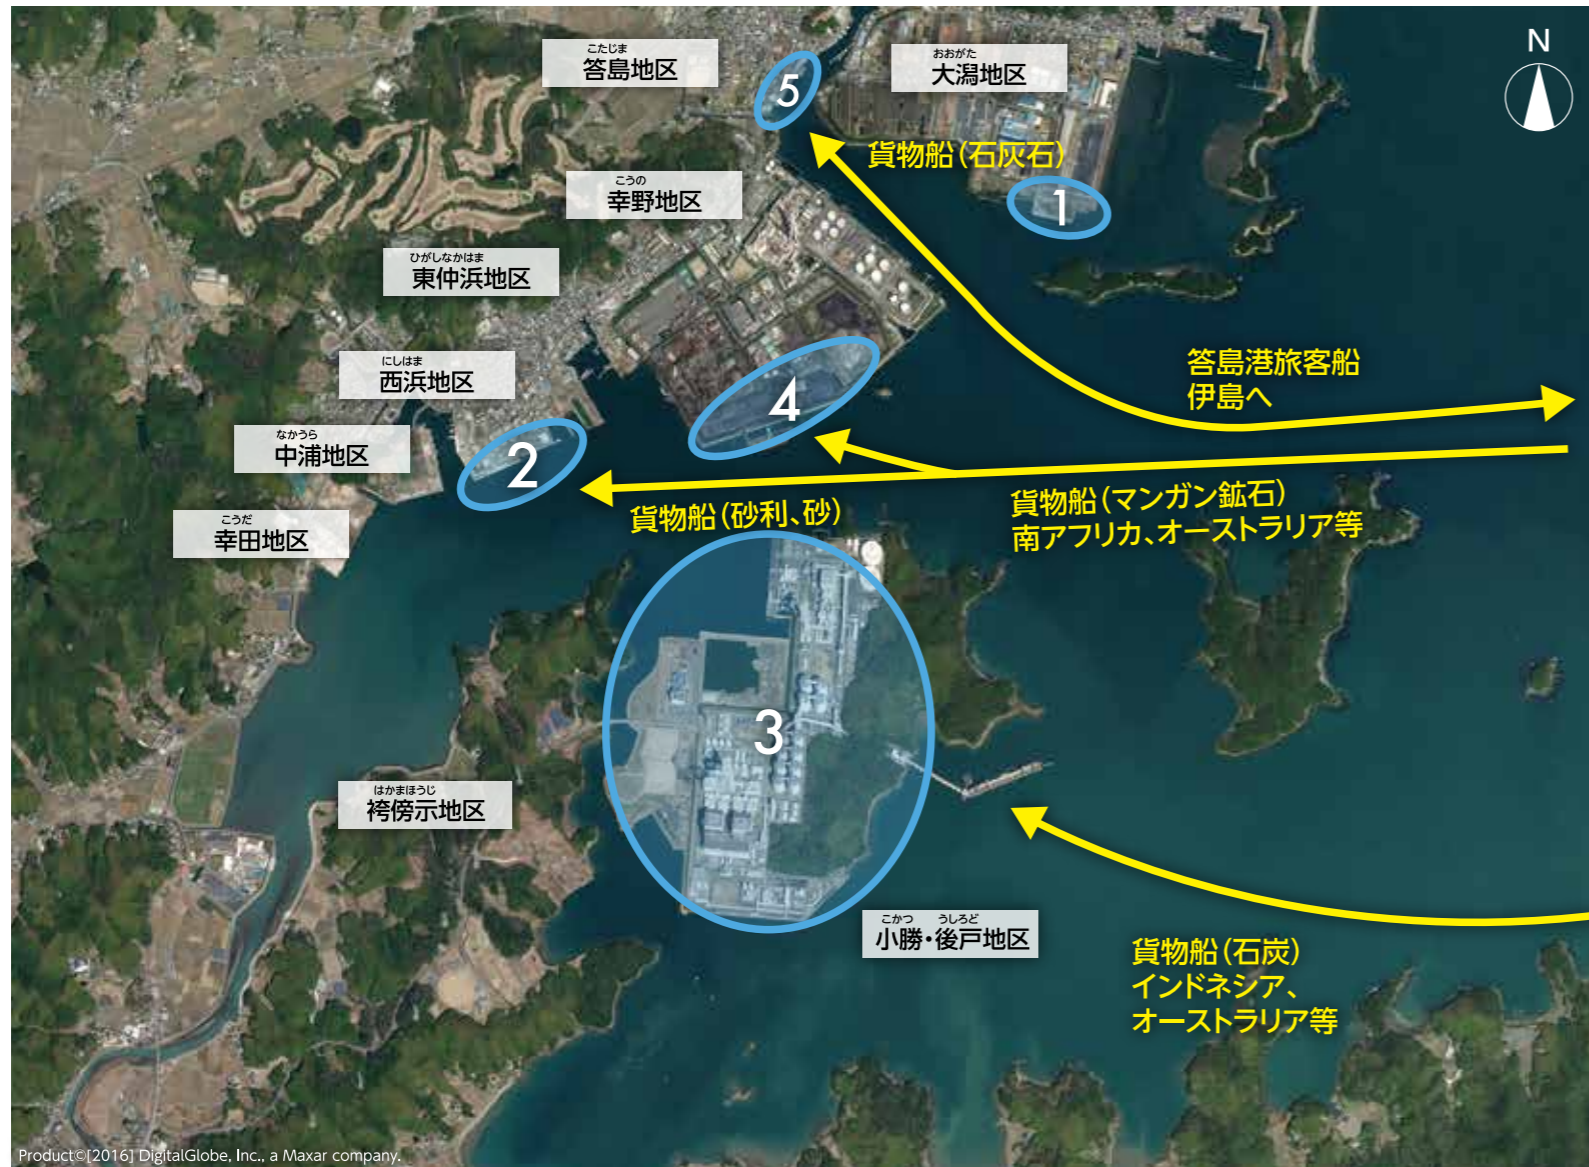 こたじま
答島地区
5
おおがた
大潟地区
N
貨物船(石灰石)
こうの
幸野地区
1
ひがしなかはま
東仲浜地区
にしはま
西浜地区
4
答島港旅客船
伊島へ
なかうら
中浦地区
2
貨物船(砂利、砂)
貨物船(マンガン鉱石)
南アフリカ、オーストラリア等
こうだ
幸田地区
3
はかまほうじ
袴傍示地区
こかつ うしろど
小勝・後戸地区
貨物船(石炭)
インドネシア、
オーストラリア等
Product©[2016] DigitalGlobe, Inc., a Maxar company.